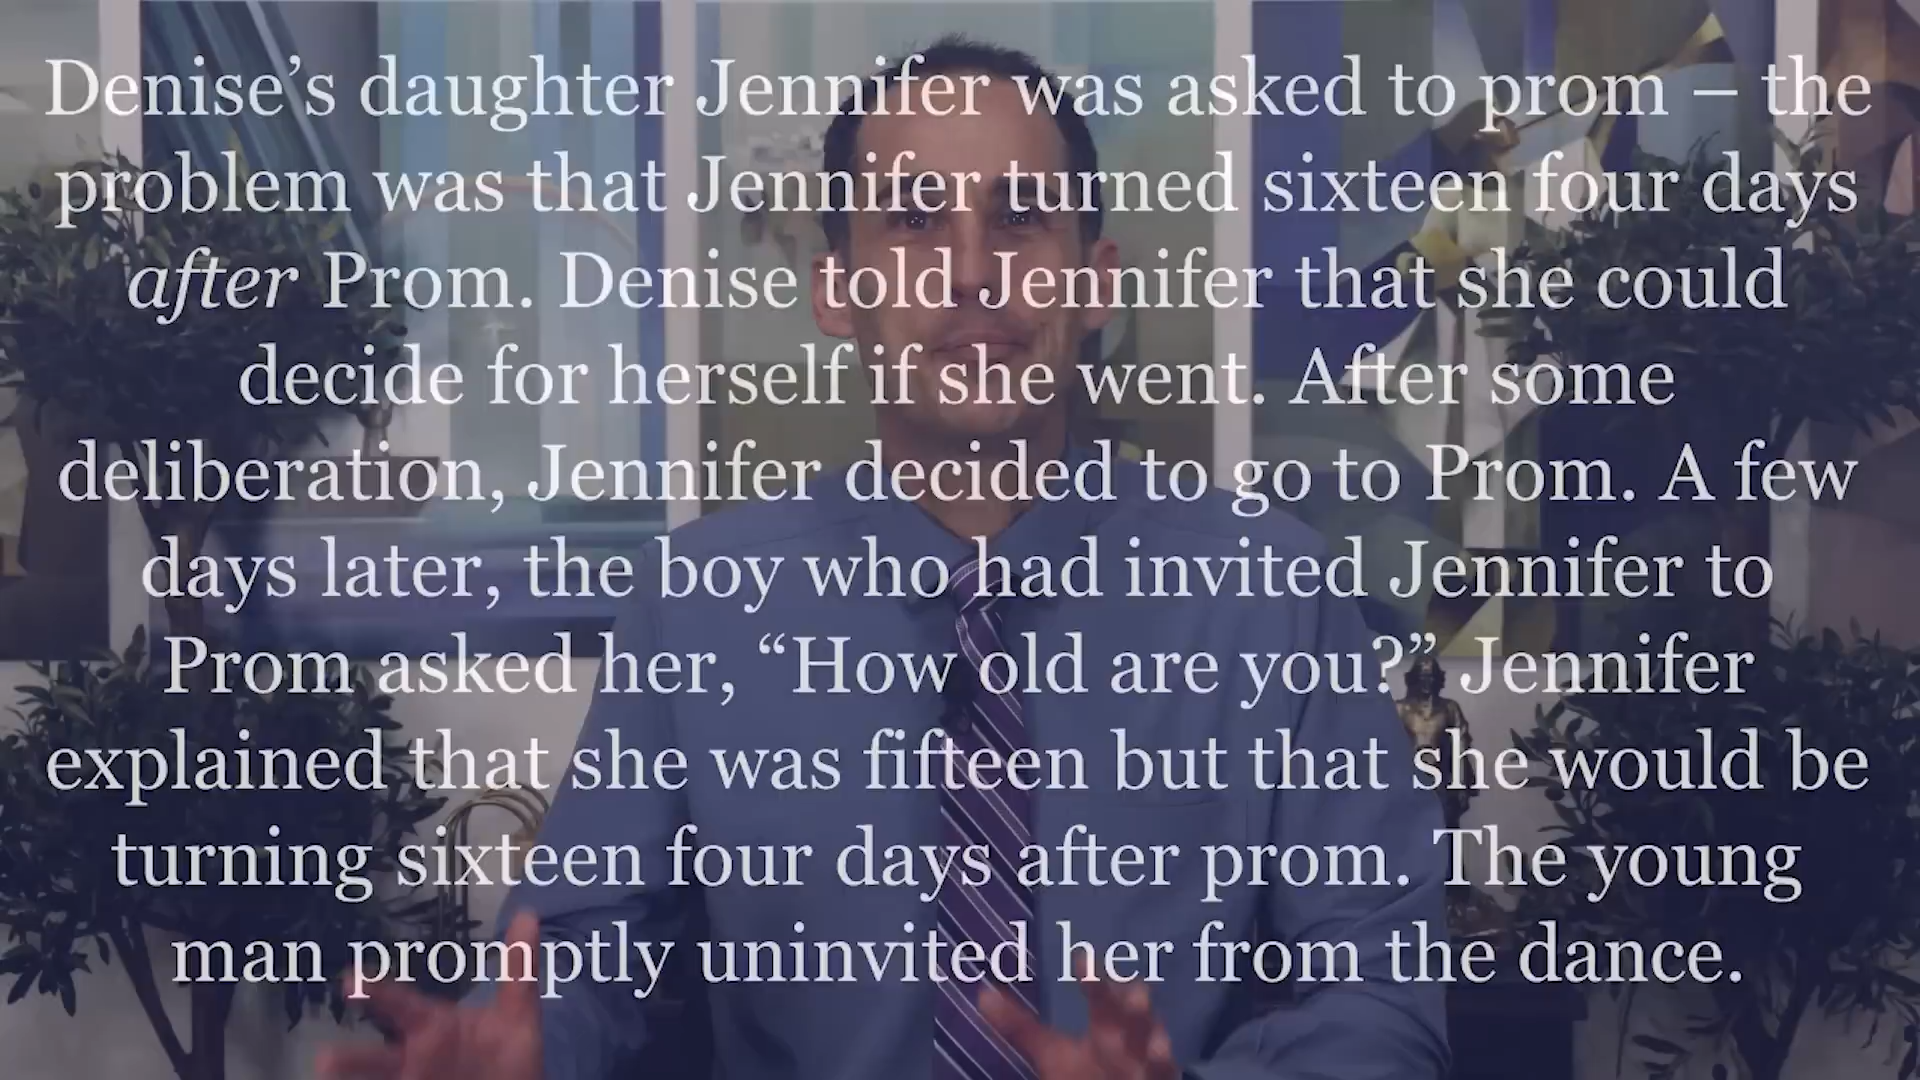 Denise’s daughter Jennifer was asked to prom – the
problem was that Jennifer turned sixteen four days
after Prom. Denise told Jennifer that she could
decide for herself if she went. After some
deliberation, Jennifer decided to go to Prom. A few
days later, the boy who had invited Jennifer to
Prom asked her, “How old are you?” Jennifer
explained that she was fifteen but that she would be
turning sixteen four days after prom. The young
man promptly uninvited her from the dance.